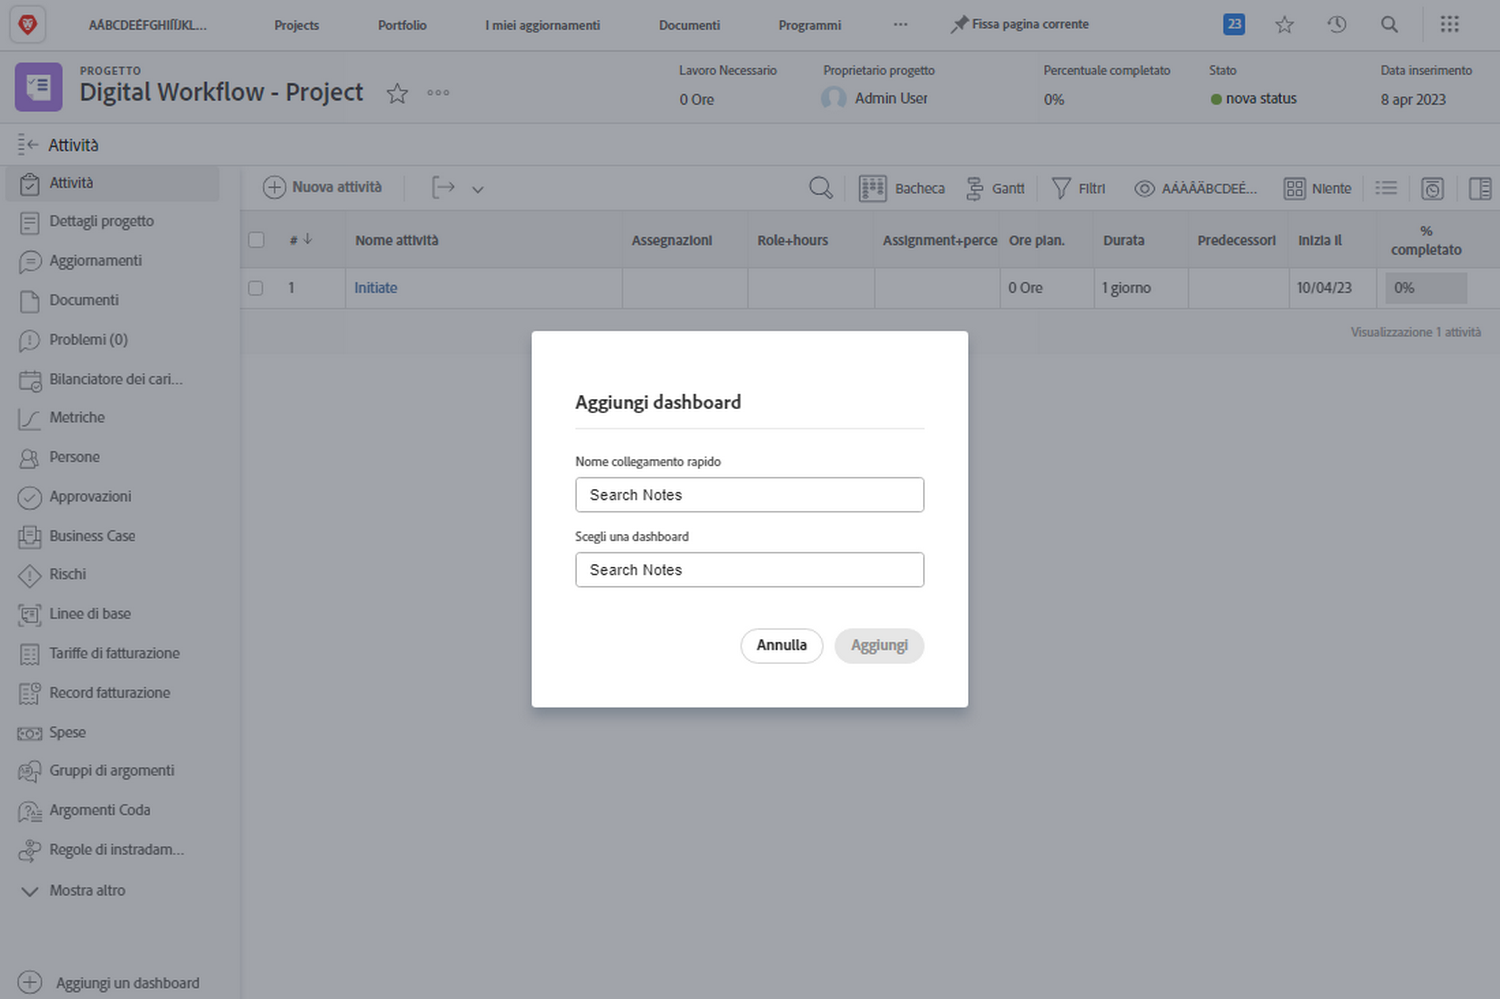 AÁBCDEÉFGHIÍÏJKL...
Projects
Portfolio
I miei aggiornamenti
Documenti
Programmi
Fissa pagina corrente
23
PROGETTO
Digital Workflow - Project
Lavoro Necessario
0 Ore
Proprietario progetto
Admin User
Percentuale completato
0%
Stato
nova status
Data inserimento
8 apr 2023
Attività
Attività
Dettagli progetto
Aggiornamenti
Documenti
Problemi (0)
Bilanciatore dei cari...
Metriche
Persone
Approvazioni
Business Case
Rischi
Linee di base
Tariffe di fatturazione
Record fatturazione
Spese
Gruppi di argomenti
Argomenti Coda
Regole di instradam...
Mostra altro
Aggiungi un dashboard
Nuova attività
Bacheca
Gantt
Filtri
AÁÀÂÃBCDEÉ...
Niente
#
Nome attività
Assegnazioni
Role+hours
Assignment+perce
Ore pian.
Durata
Predecessori
Inizia il
% completato
1
Initiate
0 Ore
1 giorno
10/04/23
0%
Visualizzazione 1 attività
Aggiungi dashboard
Nome collegamento rapido
Search Notes
Scegli una dashboard
Search Notes
Annulla
Aggiungi